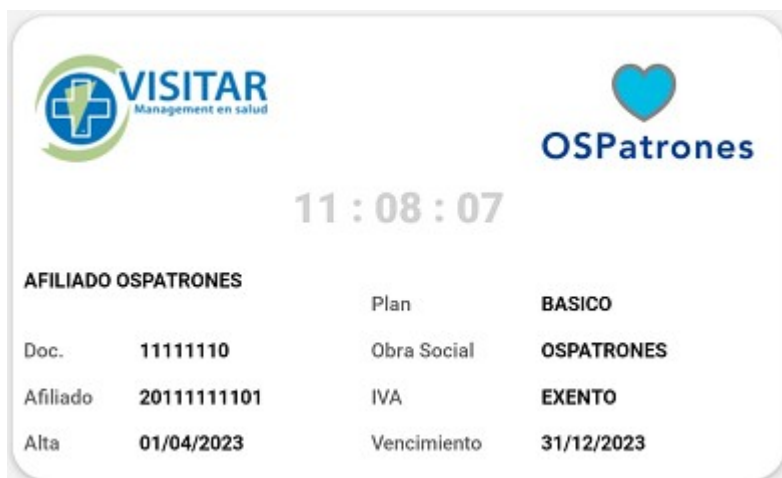 VISITAR
Management en salud
OSPatrones
11 : 08 : 07
AFILIADO OSPATRONES
Plan BASICO
Doc. 11111110 Obra Social OSPATRONES
Afiliado 20111111101 IVA EXENTO
Alta 01/04/2023 Vencimiento 31/12/2023